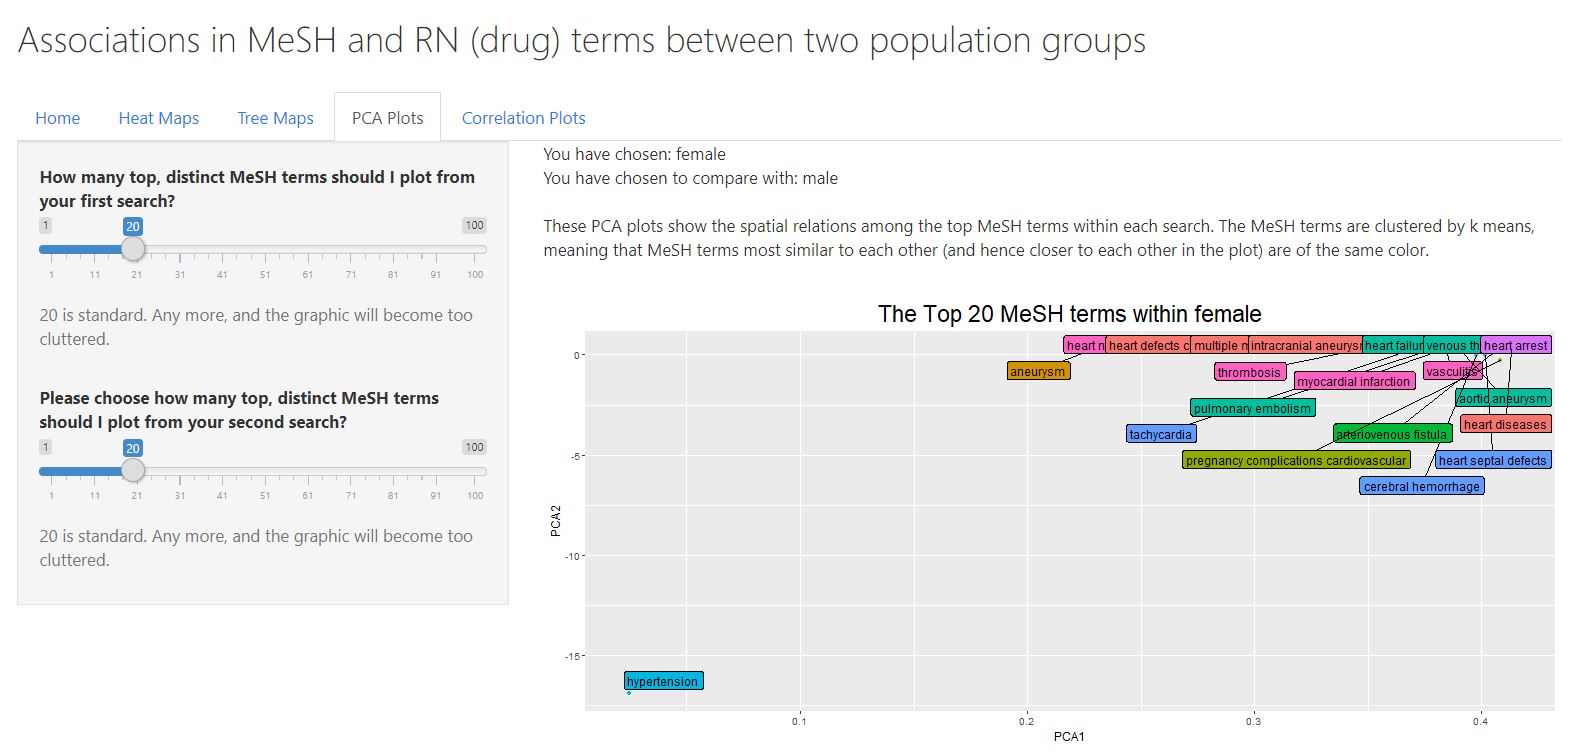 Associations in MeSH and RN (drug) terms between two population groups
Home Heat Maps Tree Maps PCA Plots Correlation Plots
How many top, distinct MeSH terms should I plot from
your first search?
1 20 100
1 11 21 31 41 51 61 71 81 91 100
20 is standard. Any more, and the graphic will become too
cluttered.
Please choose how many top, distinct MeSH terms
should I plot from your second search?
1 20 100
1 11 21 31 41 51 61 71 81 91 100
20 is standard. Any more, and the graphic will become too
cluttered.
You have chosen: female
You have chosen to compare with: male
These PCA plots show the spatial relations among the top MeSH terms within each search. The MeSH terms are clustered by k means,
meaning that MeSH terms most similar to each other (and hence closer to each other in the plot) are of the same color.
The Top 20 MeSH terms within female
heart n heart defects c multiple n intracranial aneurysr heart failur venous th heart arrest
aneurysm
thrombosis
vasculitis
myocardial infarction
aortic aneurysm
pulmonary embolism
heart diseases
tachycardia
arteriovenous fistula
pregnancy complications cardiovascular
heart septal defects
cerebral hemorrhage
hypertension
0
-5
-10
-15
PCA2
0.1 0.2 0.3 0.4
PCA1